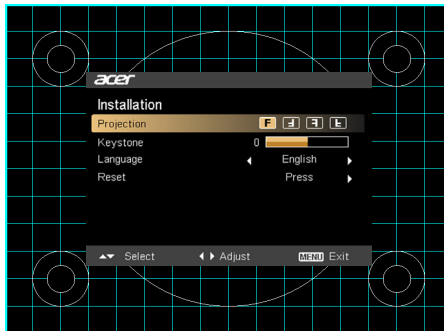 acer
Installation
Projection F
Keystone 0
Language English
Reset Press
Select Adjust MENU Exit